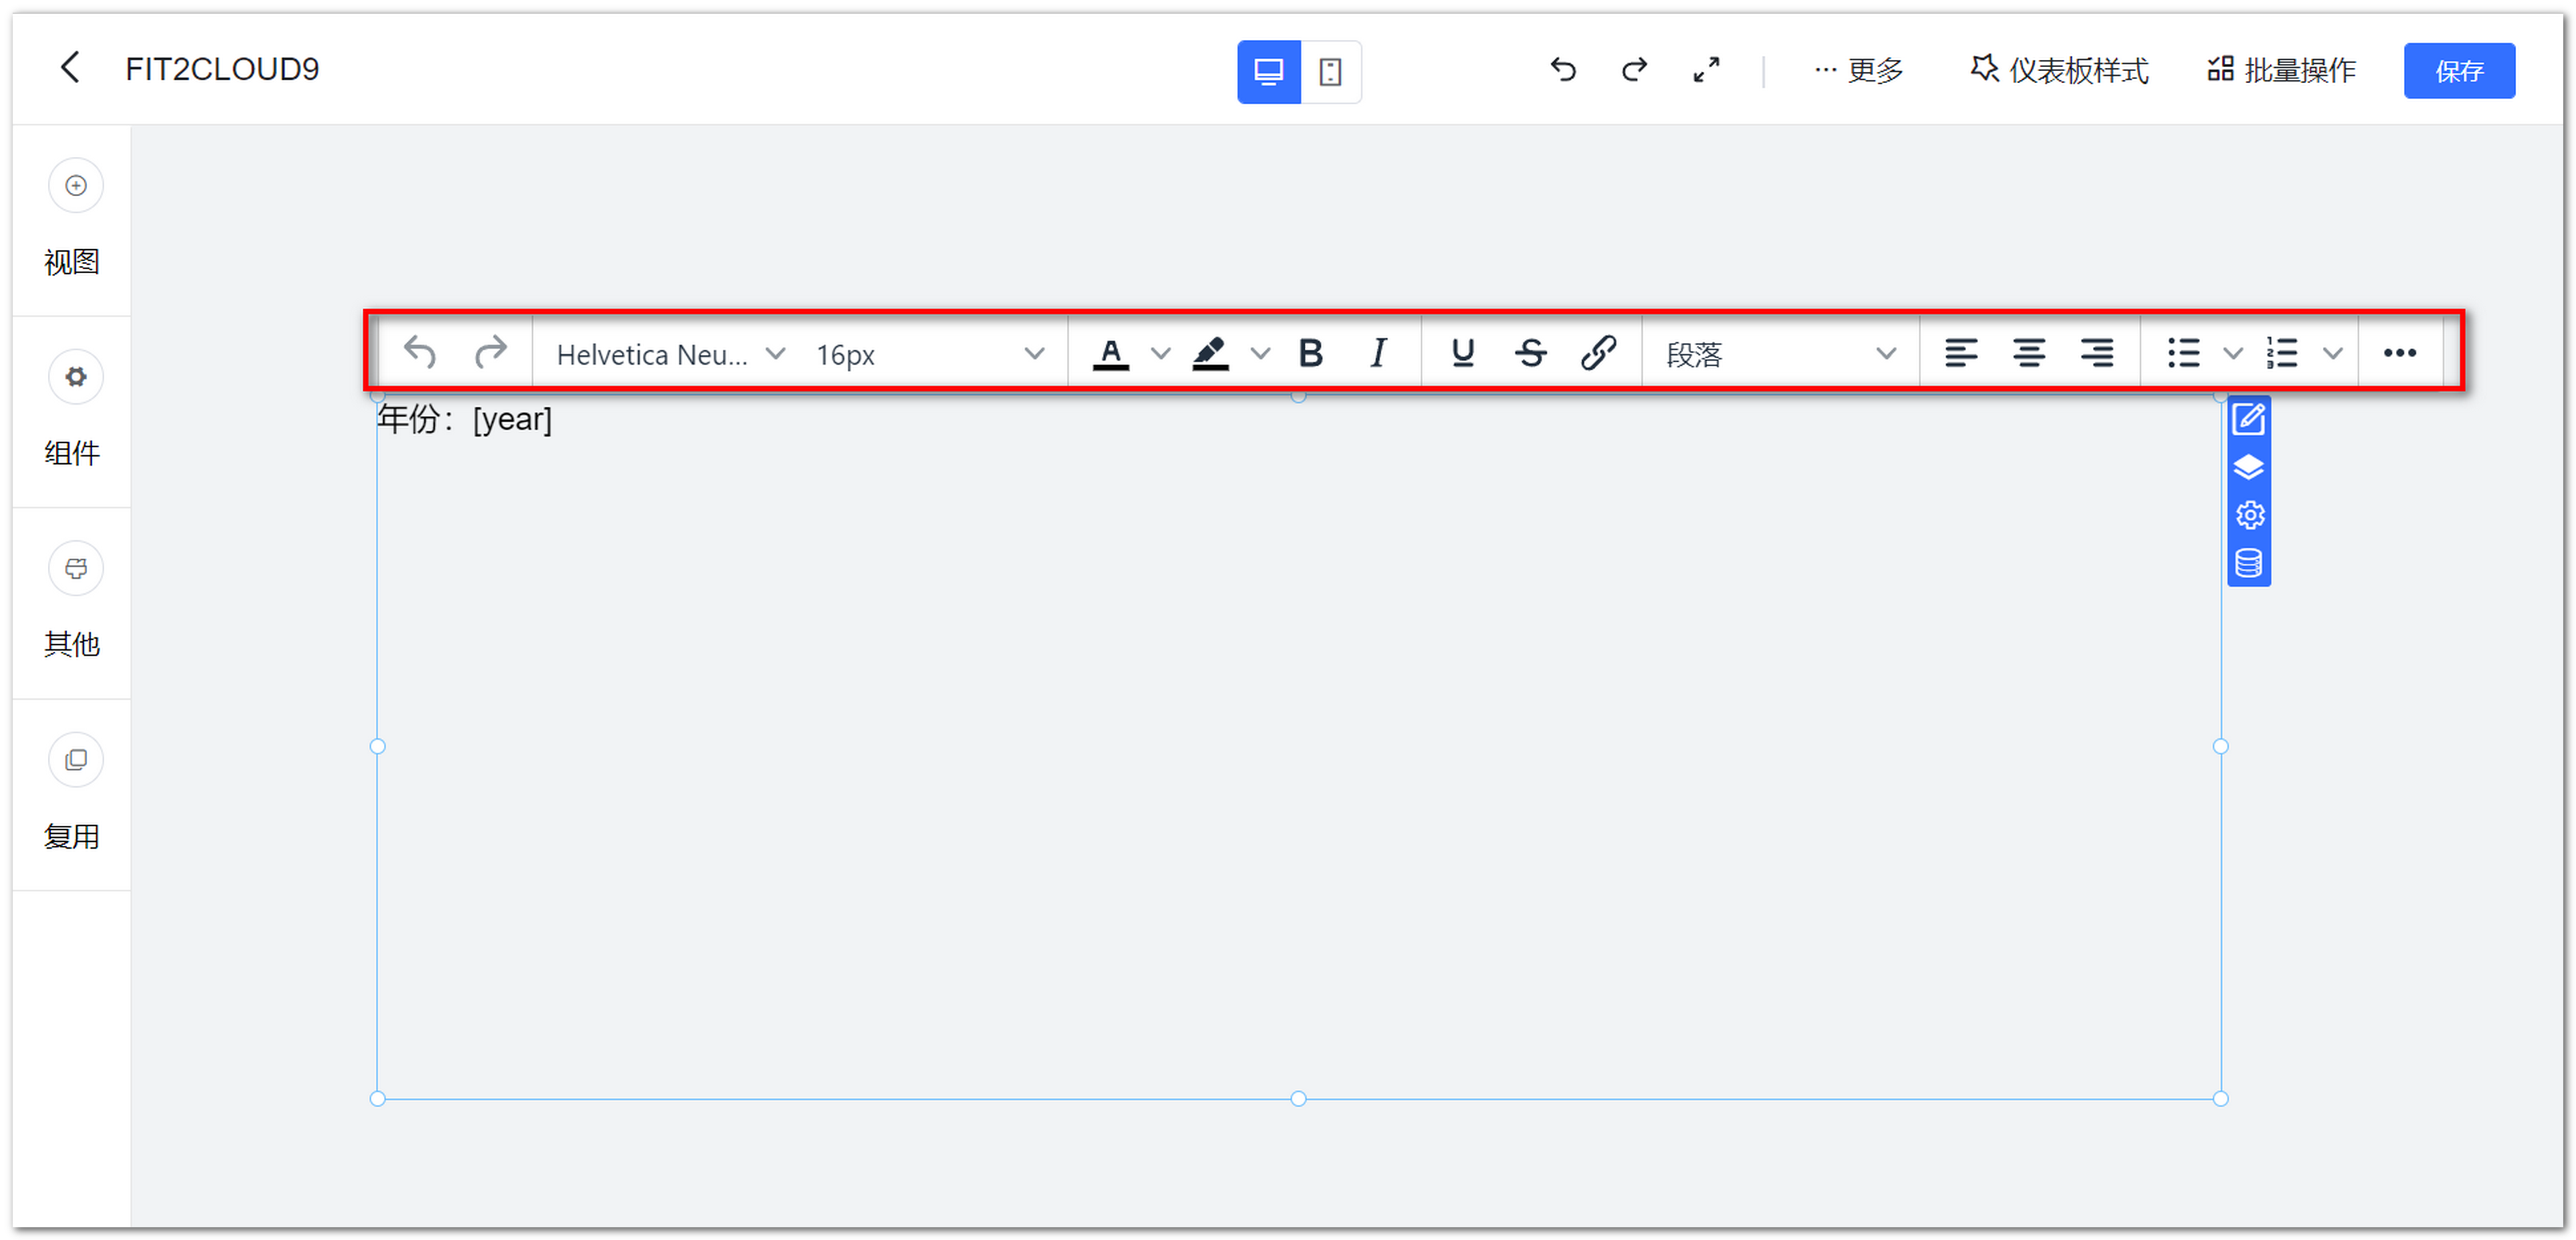 FIT2CLOUD9
··· 更多 仪表板样式 批量操作 保存
视图
组件
其他
复用
Helvetica Neu... 16px 段落
年份：[year]